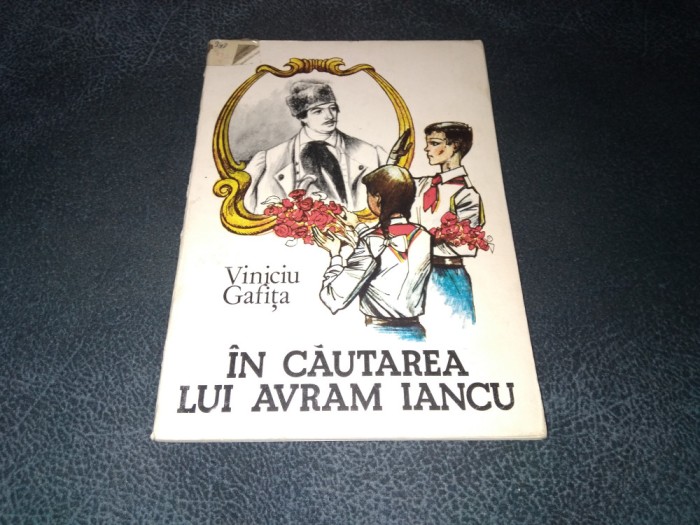 Viniciu
Gafița
ÎN CĂUTAREA
LUI AVRAM IANCU